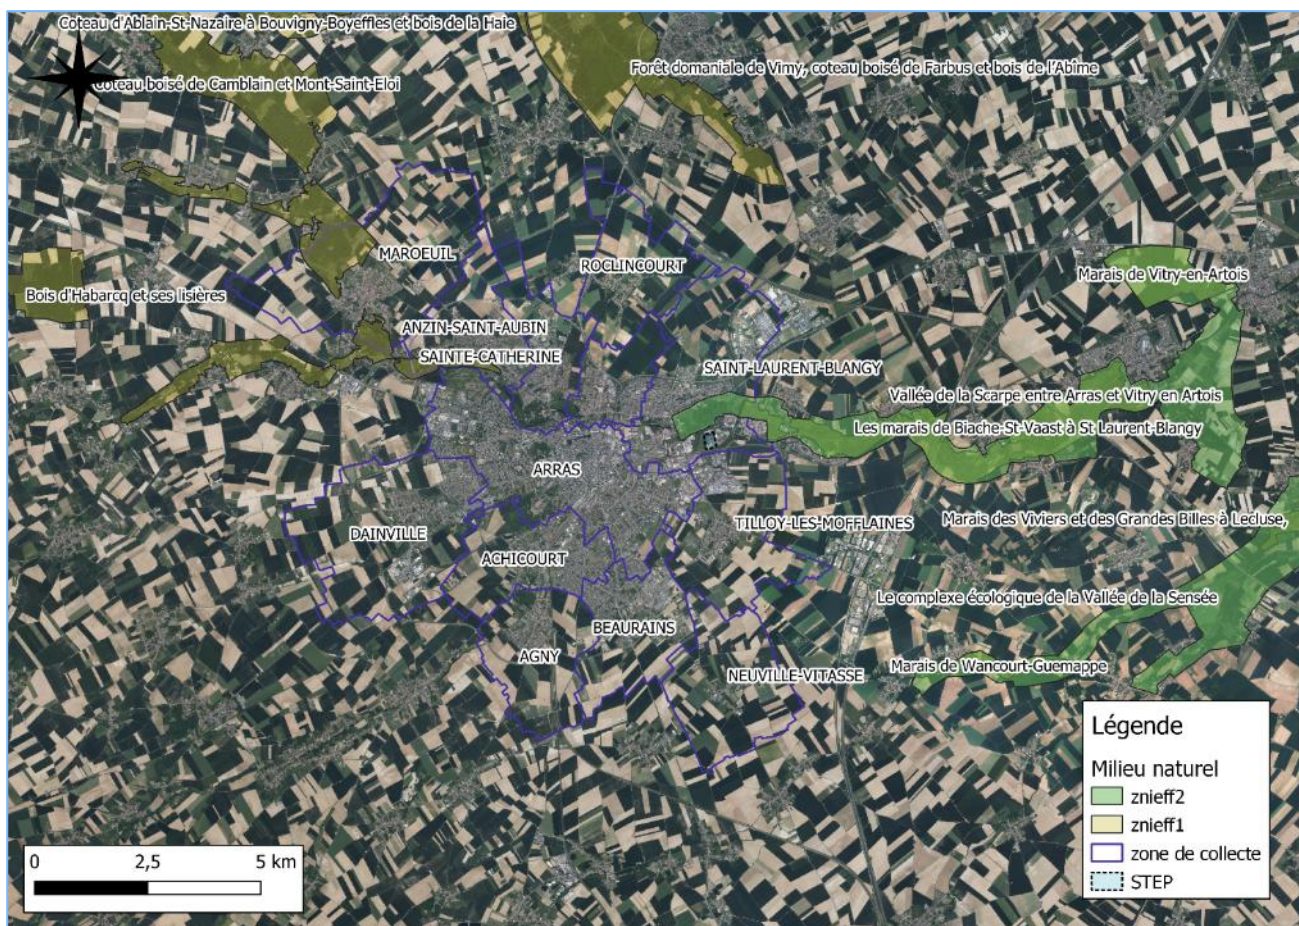 Coteau d'Ablain-St-Nazaire à Bouvigny-Boyeffles et bois de la Haie
Coteau boisé de Camblain et Mont-Saint-Eloi
Forêt domaniale de Vimy, coteau boisé de Farbus et bois de l'Abîme
MAROEUIL
ROCLINCOURT
Marais de Vitry-en-Artois
Bois d'Habarcq et ses lisières
ANZIN-SAINT-AUBIN
SAINTE-CATHERINE
SAINT-LAURENT-BLANGY
Vallée de la Scarpe entre Arras et Vitry en Artois
Les marais de Biache-St-Vaast à St Laurent-Blangy
ARRAS
DAINVILLE
TILLOY-LES-MOFFLAINES
Marais des Viviers et des Grandes Billes à Lecluse,
ACHICOURT
Le complexe écologique de la Vallée de la Sensée
BEAURAINS
AGNY
NEUVILLE-VITASSE
Marais de Wancourt-Guemappe
Légende
Milieu naturel
znieff2
znieff1
zone de collecte
STEP
0 2,5 5 km